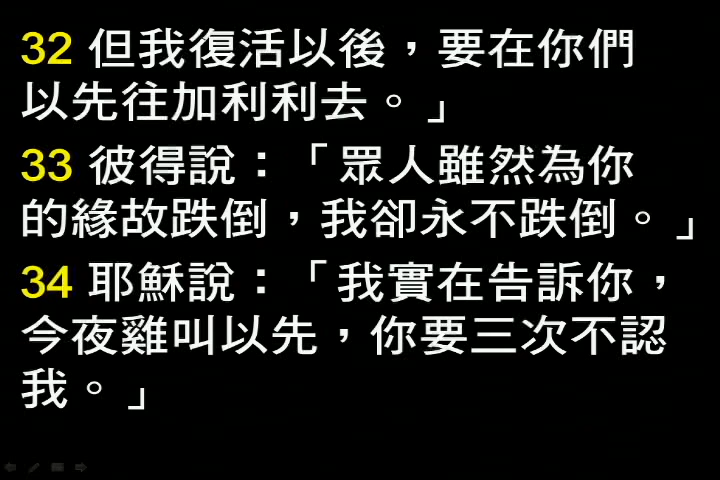 32 但我復活以後，要在你們
以先往加利利去。」
33 彼得說：「眾人雖然為你
的緣故跌倒，我卻永不跌倒。」
34 耶穌說：「我實在告訴你，
今夜雞叫以先，你要三次不認
我。」